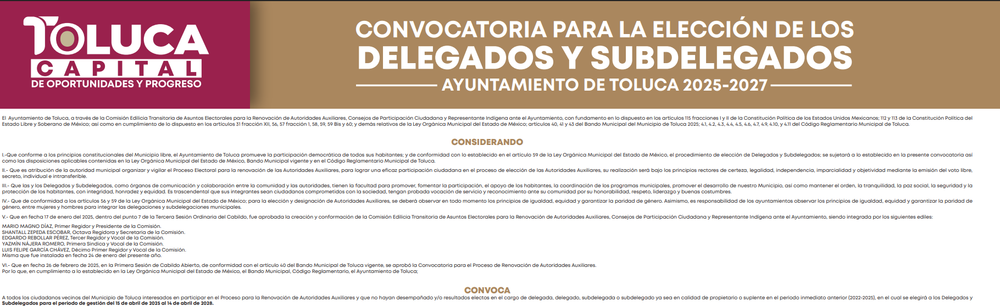 TOLUCA
CAPITAL
DE OPORTUNIDADES Y PROGRESO
CONVOCATORIA PARA LA ELECCIÓN DE LOS
DELEGADOS Y SUBDELEGADOS
AYUNTAMIENTO DE TOLUCA 2025-2027
El Ayuntamiento de Toluca, a través de la Comisión Edilicia Transitoria de Asuntos Electorales para la Renovación de Autoridades Auxiliares, Consejos de Participación Ciudadana y Representante Indígena ante el Ayuntamiento, con fundamento en lo dispuesto en los artículos 115 fracciones I y II de la Constitución Política de los Estados Unidos Mexicanos; 112 y 113 de la Constitución Política del
Estado Libre y Soberano de México; así como en cumplimiento de lo dispuesto en los artículos 31 fracción XII, 56, 57 fracción 1, 58, 59, 59 Bis y 60; y demás relativos de la Ley Orgánica Municipal del Estado de México; artículos 40, 41 y 43 del Bando Municipal del Municipio de Toluca 2025; 4.1, 4.2, 4.3, 4.4, 4.5, 4.6, 4.7, 4.9, 4.10, y 4.11 del Código Reglamentario Municipal de Toluca.
CONSIDERANDO
I.-Que conforme a los principios constitucionales del Municipio libre, el Ayuntamiento de Toluca promueve la participación democrática de todos sus habitantes; y de conformidad con lo establecido en el artículo 59 de la Ley Orgánica Municipal del Estado de México, el procedimiento de elección de Delegados y Subdelegados; se sujetará a lo establecido en la presente convocatoria así
como las disposiciones aplicables contenidas en la Ley Orgánica Municipal del Estado de México, Bando Municipal vigente y en el Código Reglamentario Municipal de Toluca.
II.- Que es atribución de la autoridad municipal organizar y vigilar el Proceso Electoral para la renovación de las Autoridades Auxiliares, para lograr una eficaz participación ciudadana en el proceso de elección de las Autoridades Auxiliares, su realización será bajo los principios rectores de certeza, legalidad, independencia, imparcialidad y objetividad mediante la emisión del voto libre,
secreto, individual e intransferible.
III.- Que las y los Delegados y Subdelegados, como órganos de comunicación y colaboración entre la comunidad y las autoridades, tienen la facultad para promover, fomentar la participación, el apoyo de los habitantes, la coordinación de los programas municipales, promover el desarrollo de nuestro Municipio, así como mantener el orden, la tranquilidad, la paz social, la seguridad y la
protección de los habitantes, con integridad, honradez y equidad. Es trascendental que sus integrantes sean ciudadanos comprometidos con la sociedad, tengan probada vocación de servicio y reconocimiento ante su comunidad por su honorabilidad, respeto, liderazgo y buenas costumbres.
IV.- Que de conformidad a los artículos 56 y 59 de la Ley Orgánica Municipal del Estado de México; para la elección y designación de Autoridades Auxiliares, se deberá observar en todo momento los principios de igualdad, equidad y garantizar la paridad de género. Asimismo, es responsabilidad de los ayuntamientos observar los principios de igualdad, equidad y garantizar la paridad de
género, entre mujeres y hombres para integrar las delegaciones y subdelegaciones municipales.
V.- Que en fecha 17 de enero del 2025, dentro del punto 7 de la Tercera Sesión Ordinaria del Cabildo, fue aprobada la creación y conformación de la Comisión Edilicia Transitoria de Asuntos Electorales para la Renovación de Autoridades Auxiliares, Consejos de Participación Ciudadana y Representante Indígena ante el Ayuntamiento, siendo integrada por los siguientes ediles:
MARIO MAGNO DÍAZ, Primer Regidor y Presidente de la Comisión.
SHANTALL ZEPEDA ESCOBAR, Octava Regidora y Secretaria de la Comisión.
EDGARDO REBOLLAR PÉREZ, Tercer Regidor y Vocal de la Comisión.
YAZMÍN NÁJERA ROMERO, Primera Sindica y Vocal de la Comisión.
LUIS FELIPE GARCÍA CHÁVEZ, Décimo Primer Regidor y Vocal de la Comisión.
Misma que fue instalada en fecha 24 de enero del presente año.
VI.- Que en fecha 26 de febrero de 2025, en la Primera Sesión de Cabildo Abierto, de conformidad con el artículo 40 del Bando Municipal de Toluca vigente, se aprobó la Convocatoria para el Proceso de Renovación de Autoridades Auxiliares.
Por lo que, en cumplimiento a lo establecido en la Ley Orgánica Municipal del Estado de México, el Bando Municipal, Código Reglamentario, el Ayuntamiento de Toluca;
CONVOCA
A todos los ciudadanos vecinos del Municipio de Toluca interesados en participar en el Proceso para la Renovación de Autoridades Auxiliares y que no hayan desempeñado y/o resultados electos en el cargo de delegada, delegado, subdelegada o subdelegado ya sea en calidad de propietario o suplente en el periodo inmediato anterior (2022-2025), en el cual se elegirá a los Delegados y
Subdelegados para el periodo de gestión del 15 de abril de 2025 al 14 de abril de 2028.